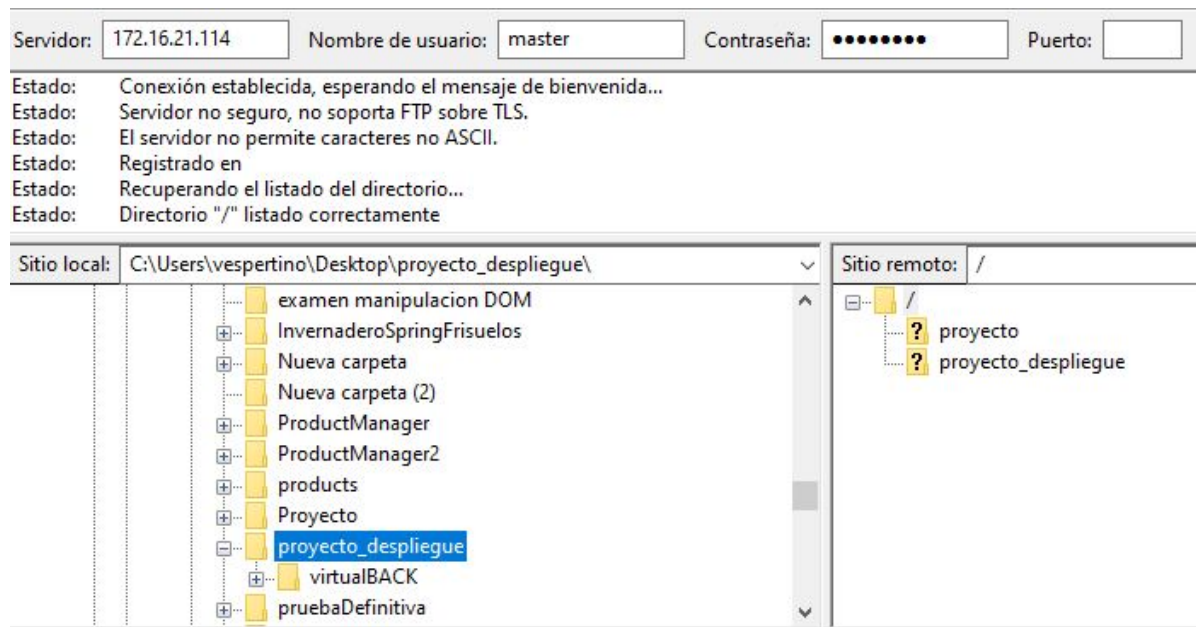 Servidor: 172.16.21.114 Nombre de usuario: master Contraseña: ●●●●●●●● Puerto:
Estado: Conexión establecida, esperando el mensaje de bienvenida...
Estado: Servidor no seguro, no soporta FTP sobre TLS.
Estado: El servidor no permite caracteres no ASCII.
Estado: Registrado en
Estado: Recuperando el listado del directorio...
Estado: Directorio "/" listado correctamente
Sitio local: C:\Users\vespertino\Desktop\proyecto_despliegue\
examen manipulacion DOM
InvernaderoSpringFrisuelos
Nueva carpeta
Nueva carpeta (2)
ProductManager
ProductManager2
products
Proyecto
proyecto_despliegue
virtualBACK
pruebaDefinitiva
Sitio remoto: /
/
proyecto
proyecto_despliegue